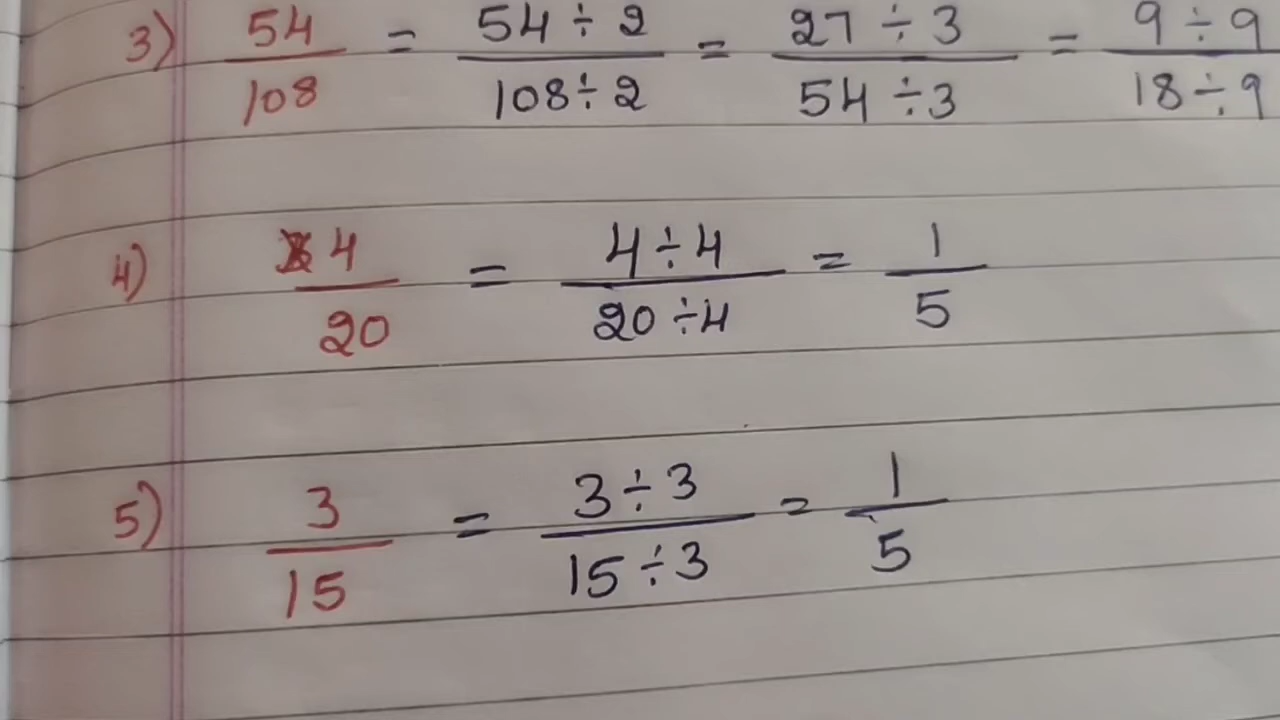 3) 54/108 = 54÷2/108÷2 = 27÷3/54÷3 = 9÷9/18÷9
4) 4/20 = 4÷4/20÷4 = 1/5
5) 3/15 = 3÷3/15÷3 = 1/5